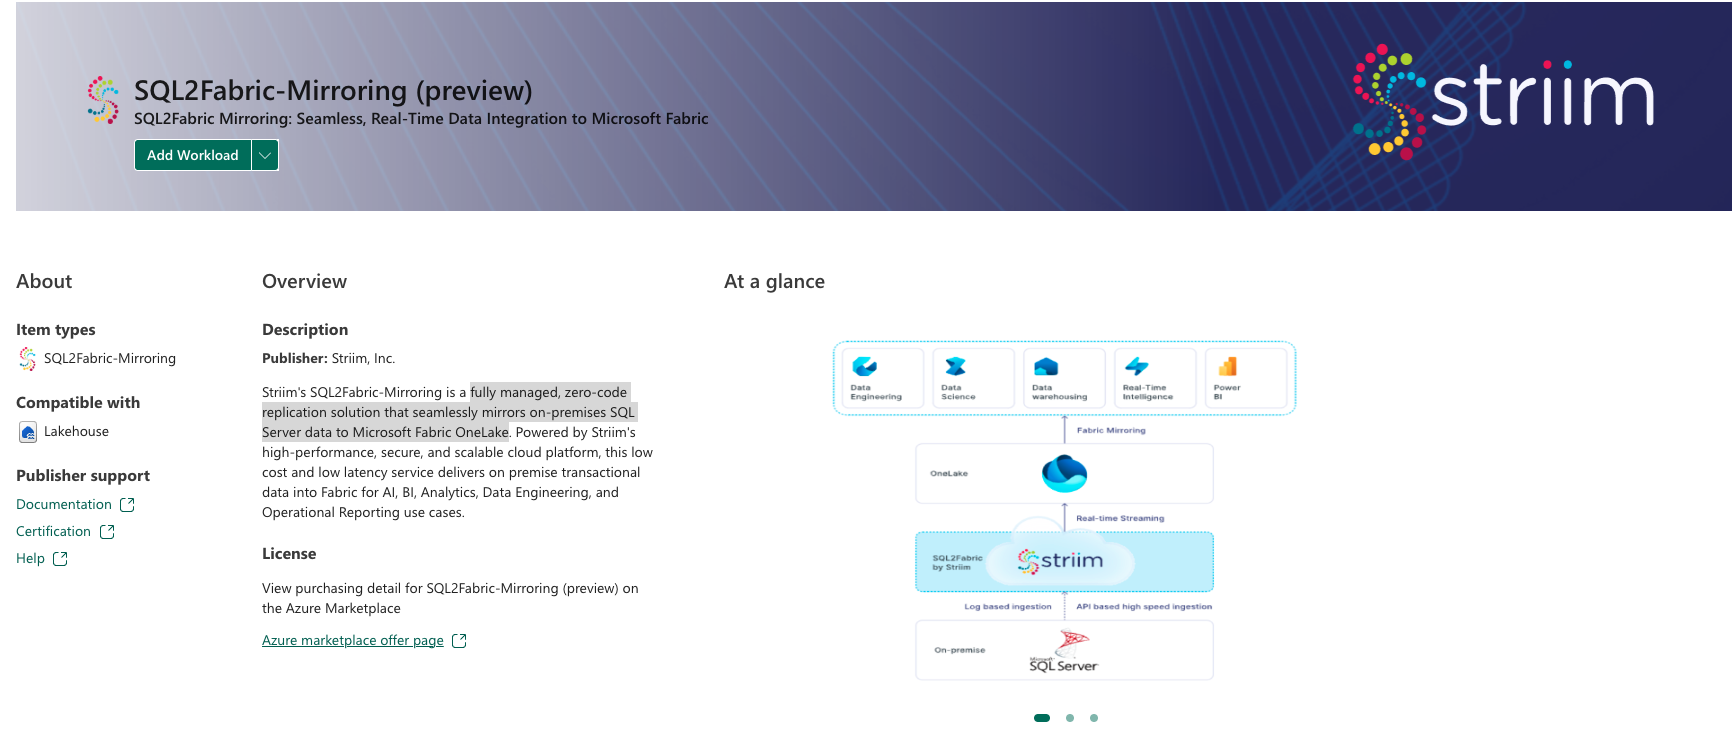 SQL2Fabric-Mirroring (preview)
SQL2Fabric Mirroring: Seamless, Real-Time Data Integration to Microsoft Fabric
Add Workload
striim
About
Item types
SQL2Fabric-Mirroring
Compatible with
Lakehouse
Publisher support
Documentation
Certification
Help
Overview
Description
Publisher: Striim, Inc.
Striim's SQL2Fabric-Mirroring is a fully managed, zero-code
replication solution that seamlessly mirrors on-premises SQL
Server data to Microsoft Fabric OneLake. Powered by Striim's
high-performance, secure, and scalable cloud platform, this low
cost and low latency service delivers on premise transactional
data into Fabric for AI, BI, Analytics, Data Engineering, and
Operational Reporting use cases.
License
View purchasing detail for SQL2Fabric-Mirroring (preview) on
the Azure Marketplace
Azure marketplace offer page
At a glance
Data
Engineering
Data
Science
Data
warehousing
Real-Time
Intelligence
Power
BI
Fabric Mirroring
OneLake
Real-time Streaming
SQL2Fabric
by Striim
striim
Log based ingestion
API based high speed ingestion
On-premise
Microsoft
SQL Server